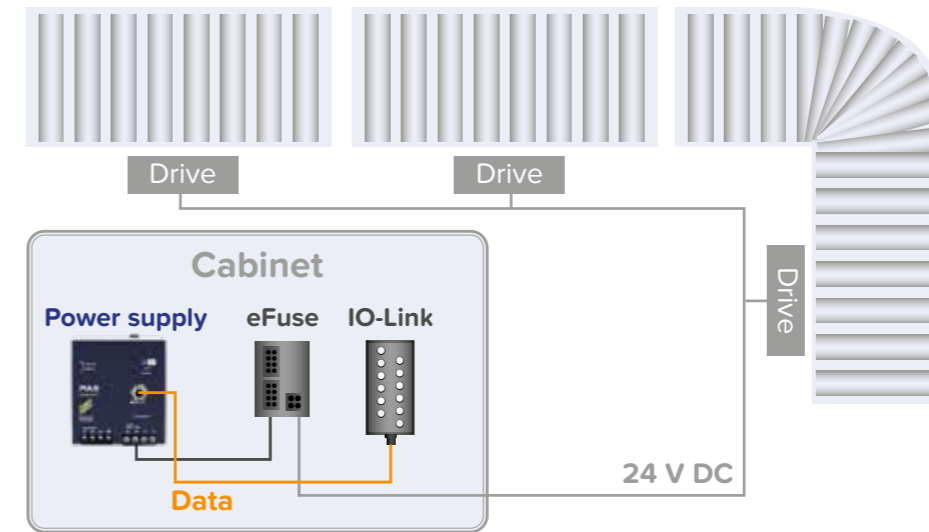 Drive
Drive
Drive
Cabinet
Power supply
eFuse
IO-Link
Data
24 V DC